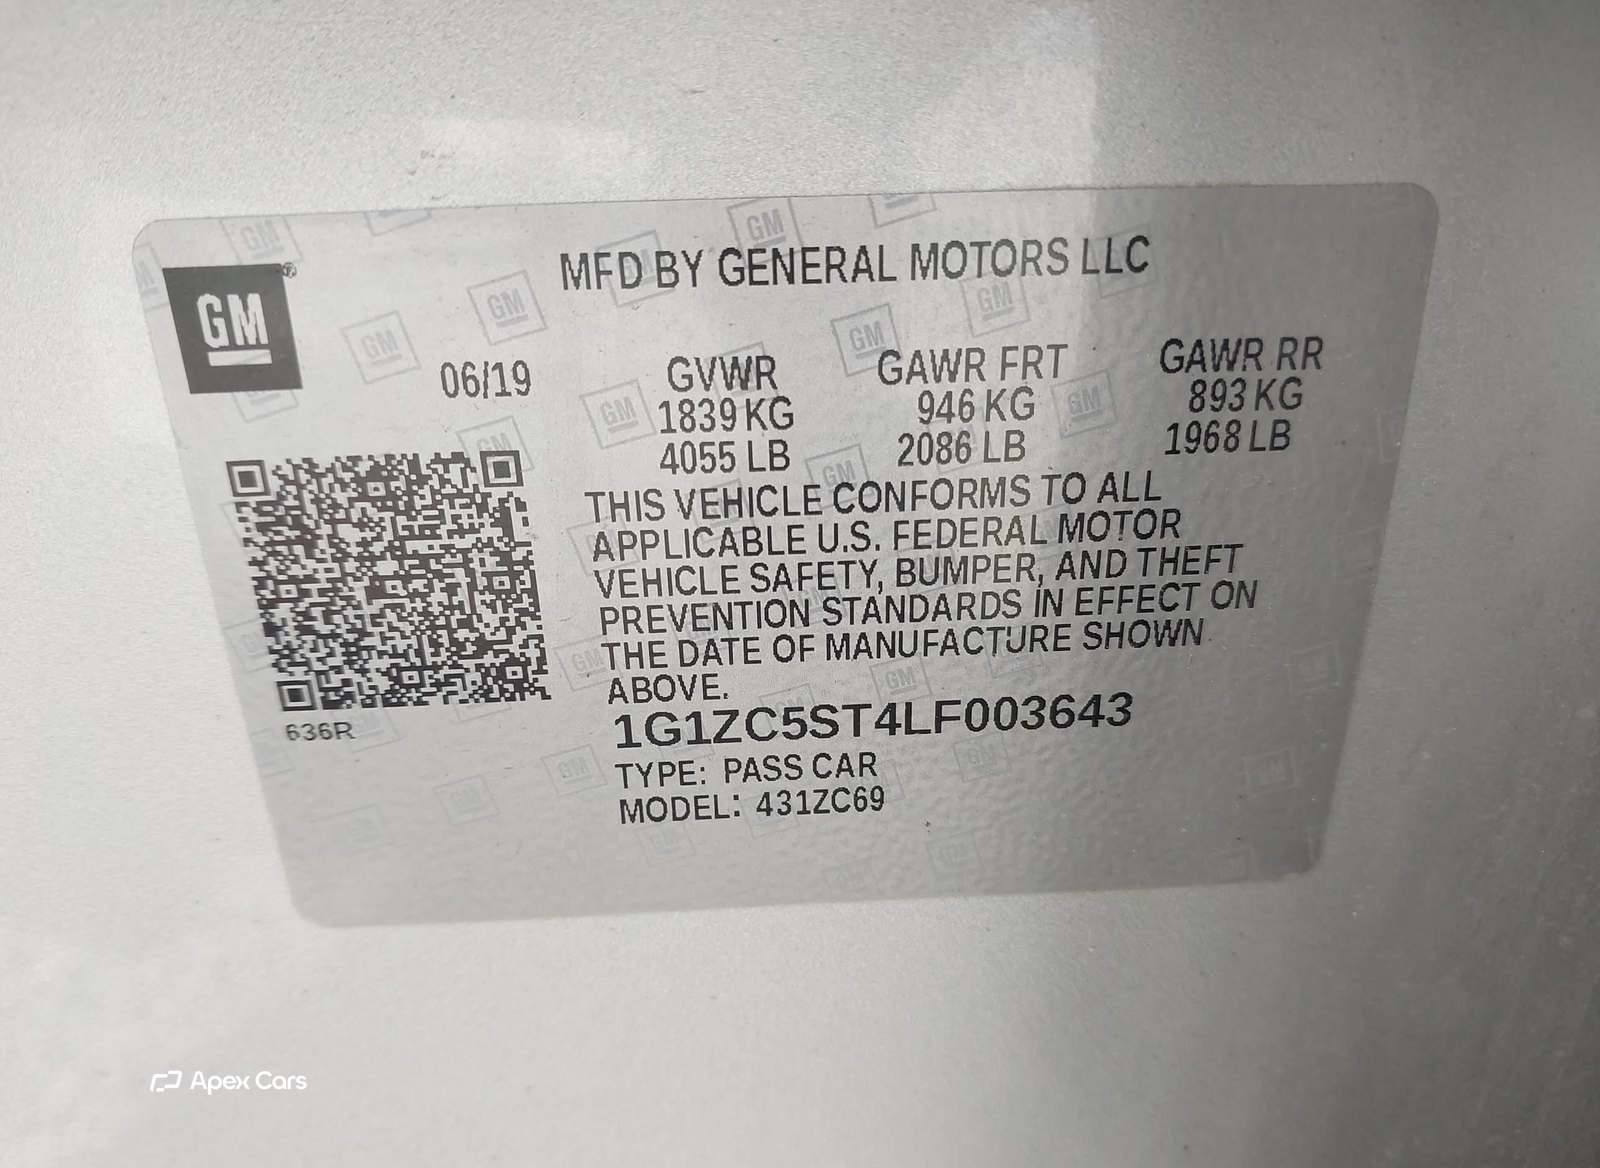 GM
MFD BY GENERAL MOTORS LLC
06/19
GVWR
1839 KG
4055 LB
GAWR FRT
946 KG
2086 LB
GAWR RR
893 KG
1968 LB
THIS VEHICLE CONFORMS TO ALL
APPLICABLE U.S. FEDERAL MOTOR
VEHICLE SAFETY, BUMPER, AND THEFT
PREVENTION STANDARDS IN EFFECT ON
THE DATE OF MANUFACTURE SHOWN
ABOVE.
636R
1G1ZC5ST4LF003643
TYPE: PASS CAR
MODEL: 431ZC69
Apex Cars